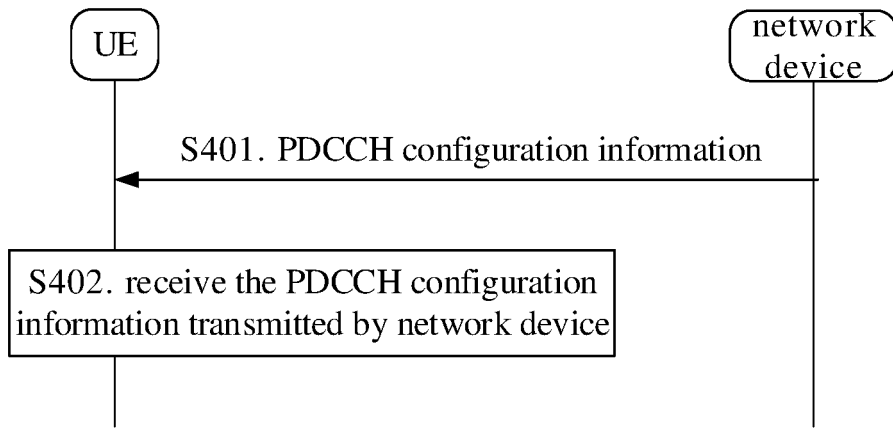 UE
network
device
S401. PDCCH configuration information
S402. receive the PDCCH configuration
information transmitted by network device